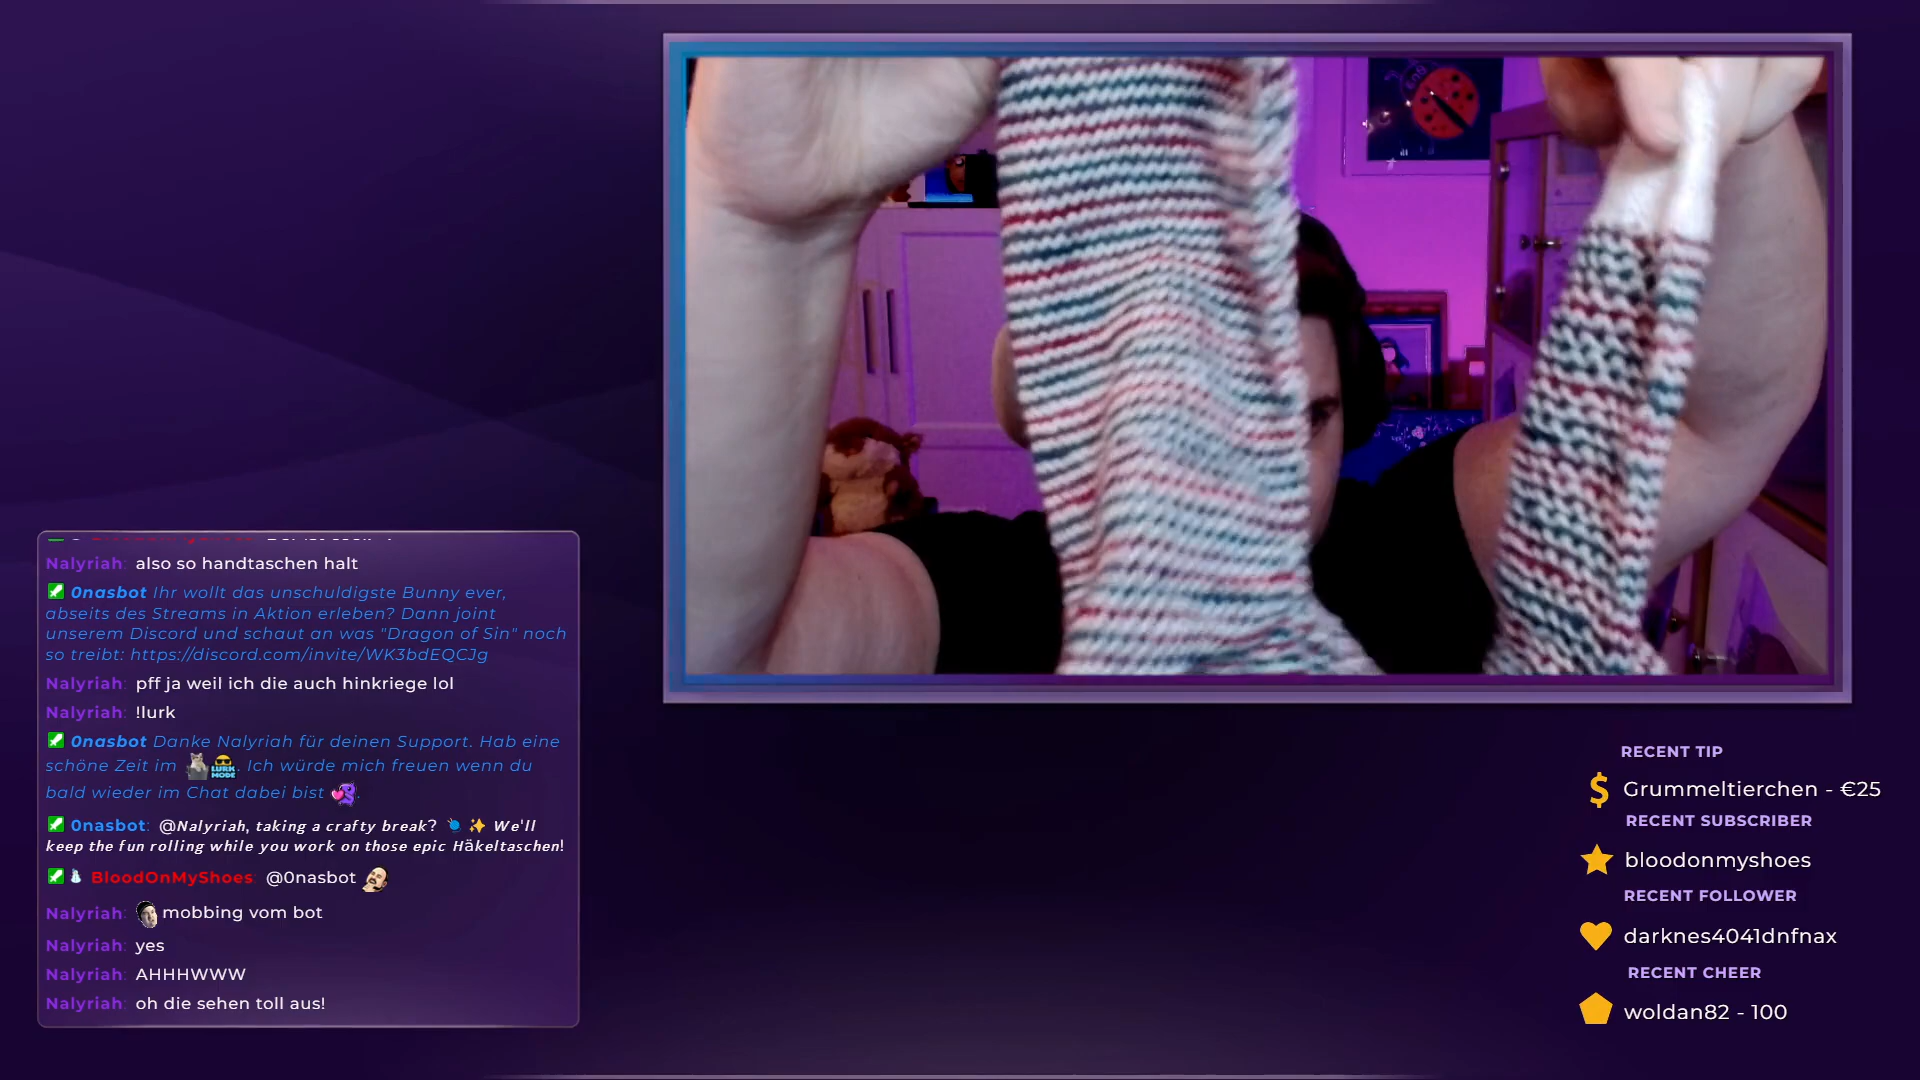 Nalyriah: also so handtaschen halt
0nasbot Ihr wollt das unschuldigste Bunny ever,
abseits des Streams in Aktion erleben? Dann joint
unserem Discord und schaut an was "Dragon of Sin" noch
so treibt: https://discord.com/invite/WK3bdEQCJg
Nalyriah: pff ja weil ich die auch hinkriege lol
Nalyriah: !lurk
0nasbot Danke Nalyriah für deinen Support. Hab eine
schöne Zeit im LURK MODE. Ich würde mich freuen wenn du
bald wieder im Chat dabei bist.
0nasbot: @Nalyriah, taking a crafty break? We'll
keep the fun rolling while you work on those epic Häkeltaschen!
BloodOnMyShoes: @0nasbot
Nalyriah: mobbing vom bot
Nalyriah: yes
Nalyriah: AHHHWWW
Nalyriah: oh die sehen toll aus!
RECENT TIP
$ Grummeltierchen - €25
RECENT SUBSCRIBER
bloodonmyshoes
RECENT FOLLOWER
darknes4041dnfnax
RECENT CHEER
woldan82 - 100